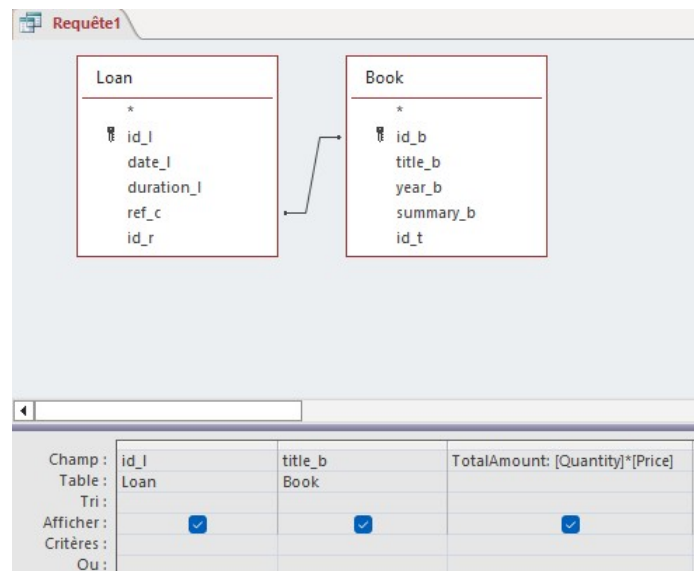 Requête1
Loan
*
id_l
date_l
duration_l
ref_c
id_r
Book
*
id_b
title_b
year_b
summary_b
id_t
Champ : id_l title_b TotalAmount: [Quantity]*[Price]
Table : Loan Book
Tri :
Afficher :
Critères :
Ou :